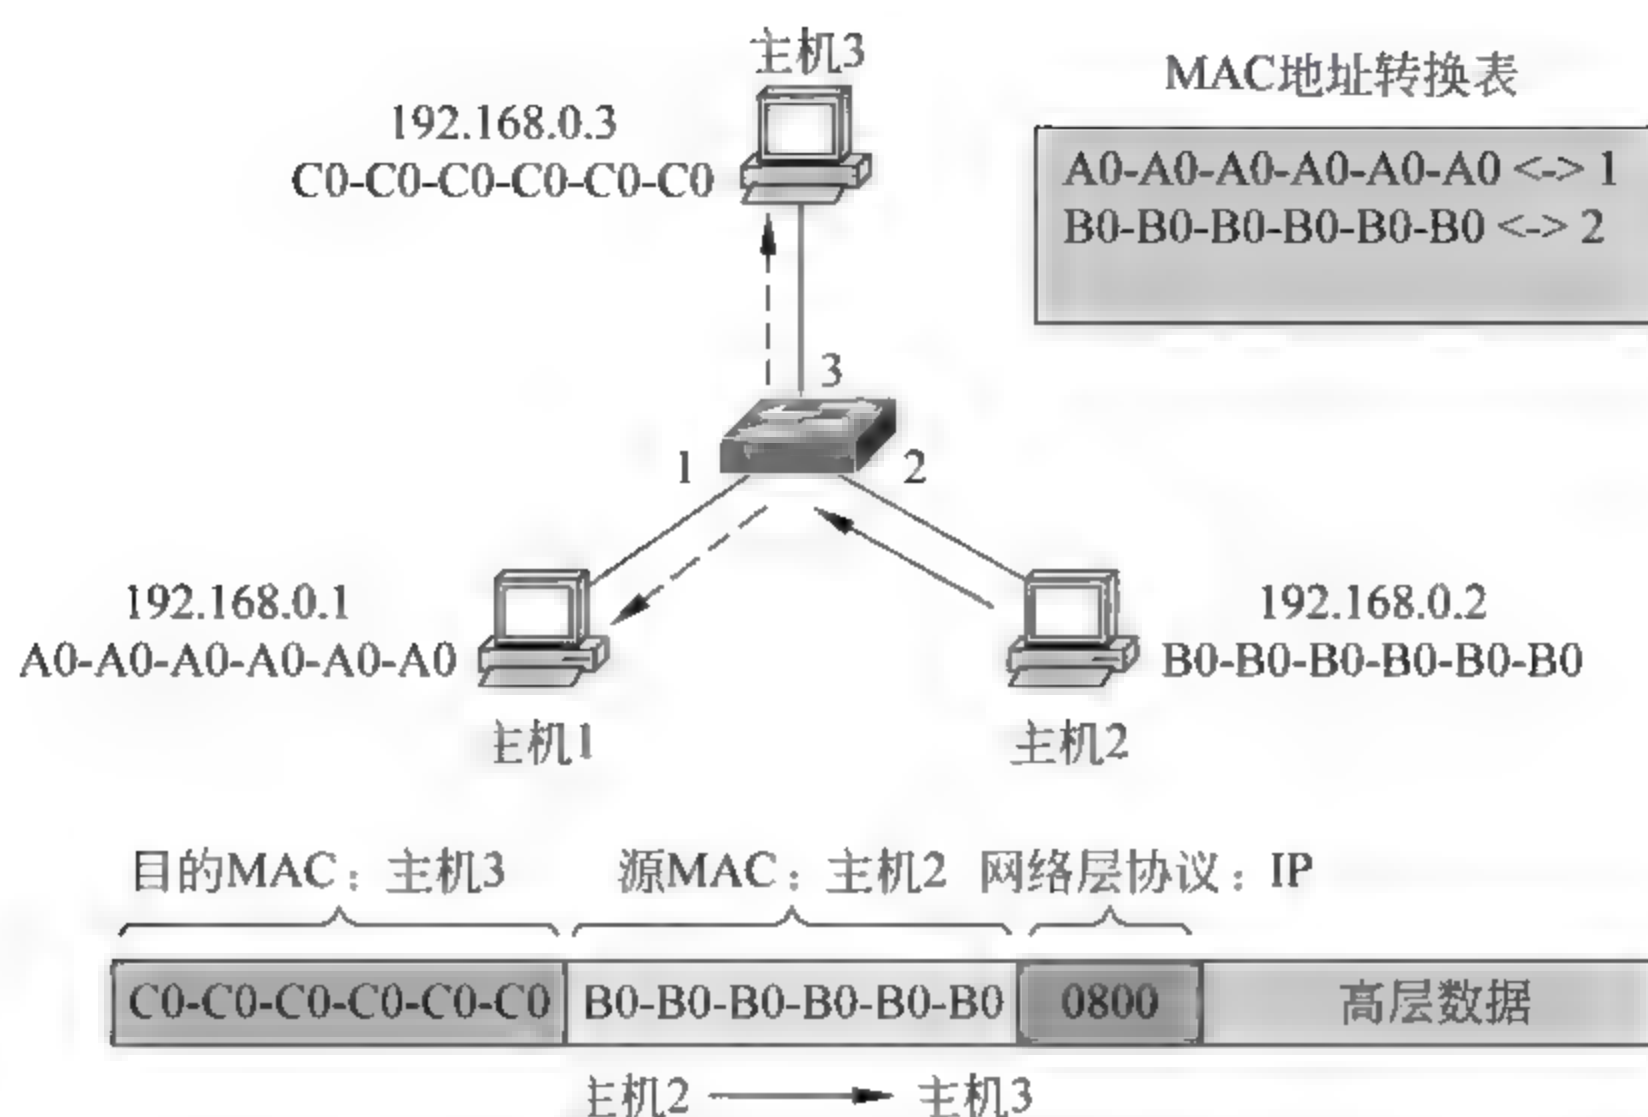 主机3
192.168.0.3
C0-C0-C0-C0-C0-C0
MAC地址转换表
A0-A0-A0-A0-A0-A0 <-> 1
B0-B0-B0-B0-B0-B0 <-> 2
3
1
2
192.168.0.1
A0-A0-A0-A0-A0-A0
主机1
192.168.0.2
B0-B0-B0-B0-B0-B0
主机2
目的MAC：主机3 源MAC：主机2 网络层协议：IP
C0-C0-C0-C0-C0-C0 B0-B0-B0-B0-B0-B0 0800 高层数据
主机2 主机3